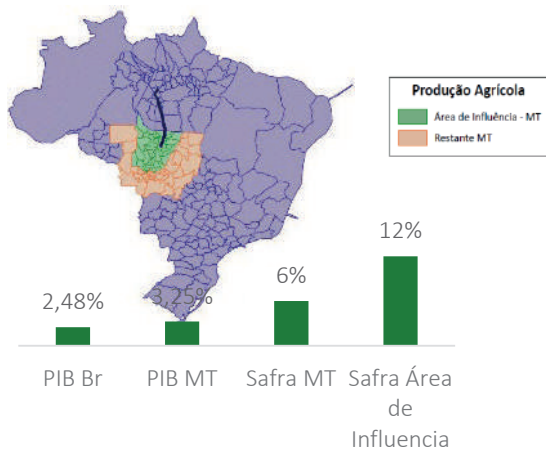 Produção Agrícola
Área de Influência - MT
Restante MT
12%
6%
3,25%
2,48%
PIB Br
PIB MT
Safra MT
Safra Área
de
Influencia